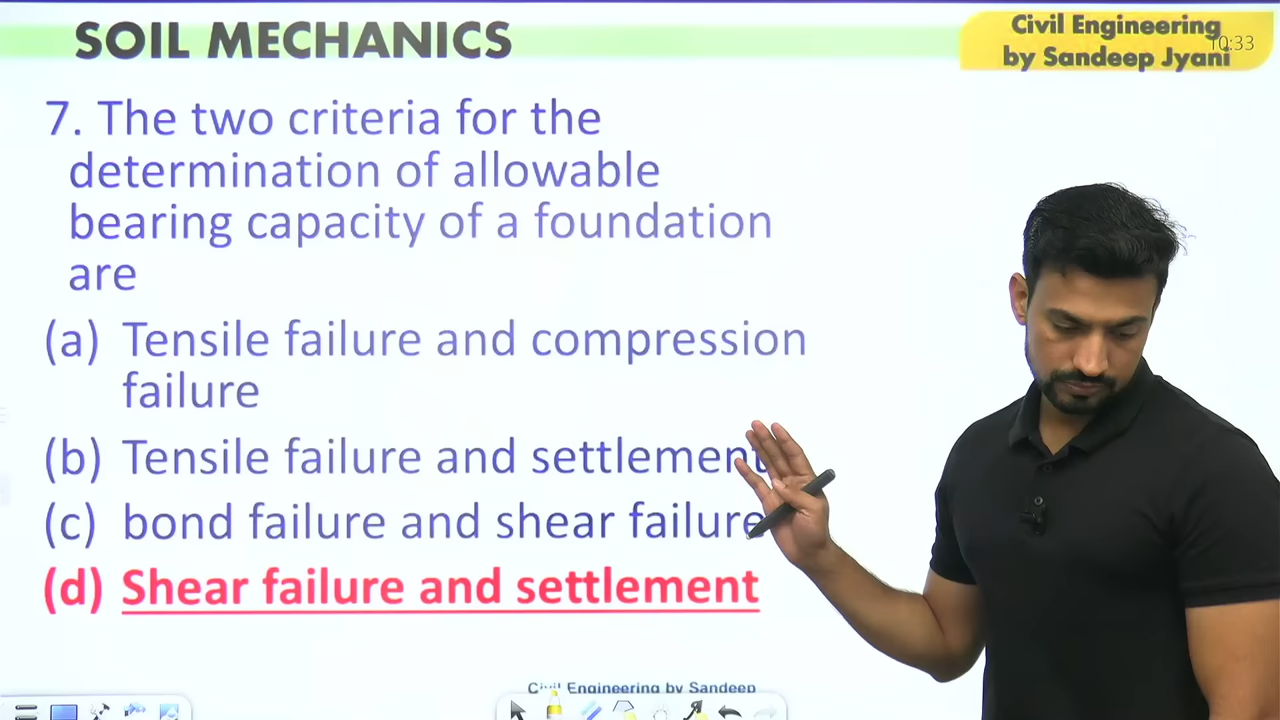 SOIL MECHANICS
Civil Engineering
by Sandeep Jyani
10:33
7. The two criteria for the
determination of allowable
bearing capacity of a foundation
are
(a) Tensile failure and compression
failure
(b) Tensile failure and settlement
(c) bond failure and shear failure
(d) Shear failure and settlement
Civil Engineering by Sandeep